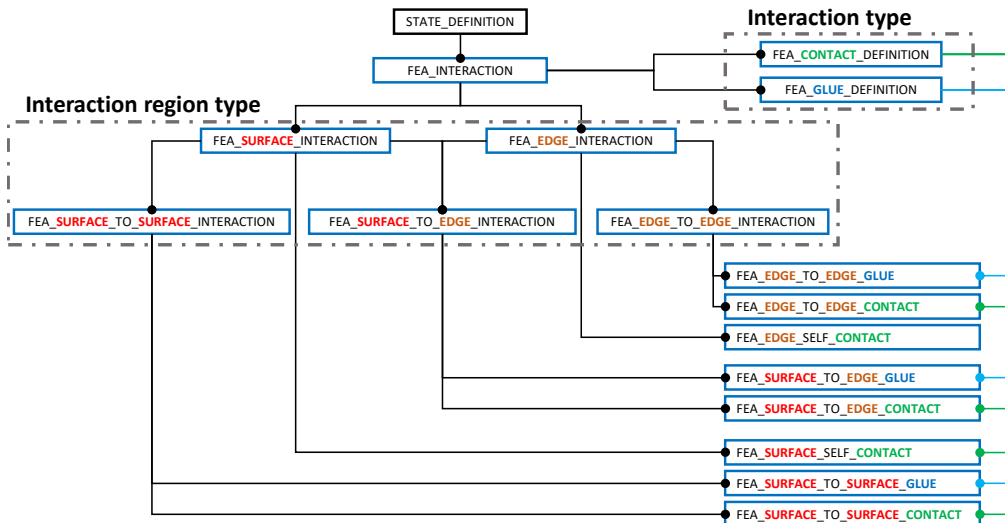 STATE_DEFINITION
Interaction type
FEA_CONTACT_DEFINITION
FEA_INTERACTION
FEA_GLUE_DEFINITION
Interaction region type
FEA_SURFACE_INTERACTION
FEA_EDGE_INTERACTION
FEA_SURFACE_TO_SURFACE_INTERACTION
FEA_SURFACE_TO_EDGE_INTERACTION
FEA_EDGE_TO_EDGE_INTERACTION
FEA_EDGE_TO_EDGE_GLUE
FEA_EDGE_TO_EDGE_CONTACT
FEA_EDGE_SELF_CONTACT
FEA_SURFACE_TO_EDGE_GLUE
FEA_SURFACE_TO_EDGE_CONTACT
FEA_SURFACE_SELF_CONTACT
FEA_SURFACE_TO_SURFACE_GLUE
FEA_SURFACE_TO_SURFACE_CONTACT